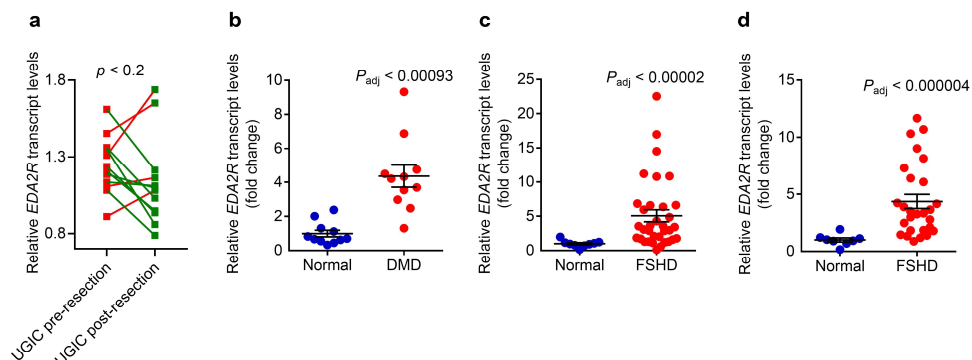 a
p < 0.2
Relative EDA2R transcript levels
1.8
1.3
0.8
UGIC pre-resection
UGIC post-resection
b
Padj < 0.00093
Relative EDA2R transcript levels
(fold change)
10
8
6
4
2
0
Normal
DMD
c
Padj < 0.00002
Relative EDA2R transcript levels
(fold change)
25
20
15
10
5
0
Normal
FSHD
d
Padj < 0.000004
Relative EDA2R transcript levels
(fold change)
15
10
5
0
Normal
FSHD